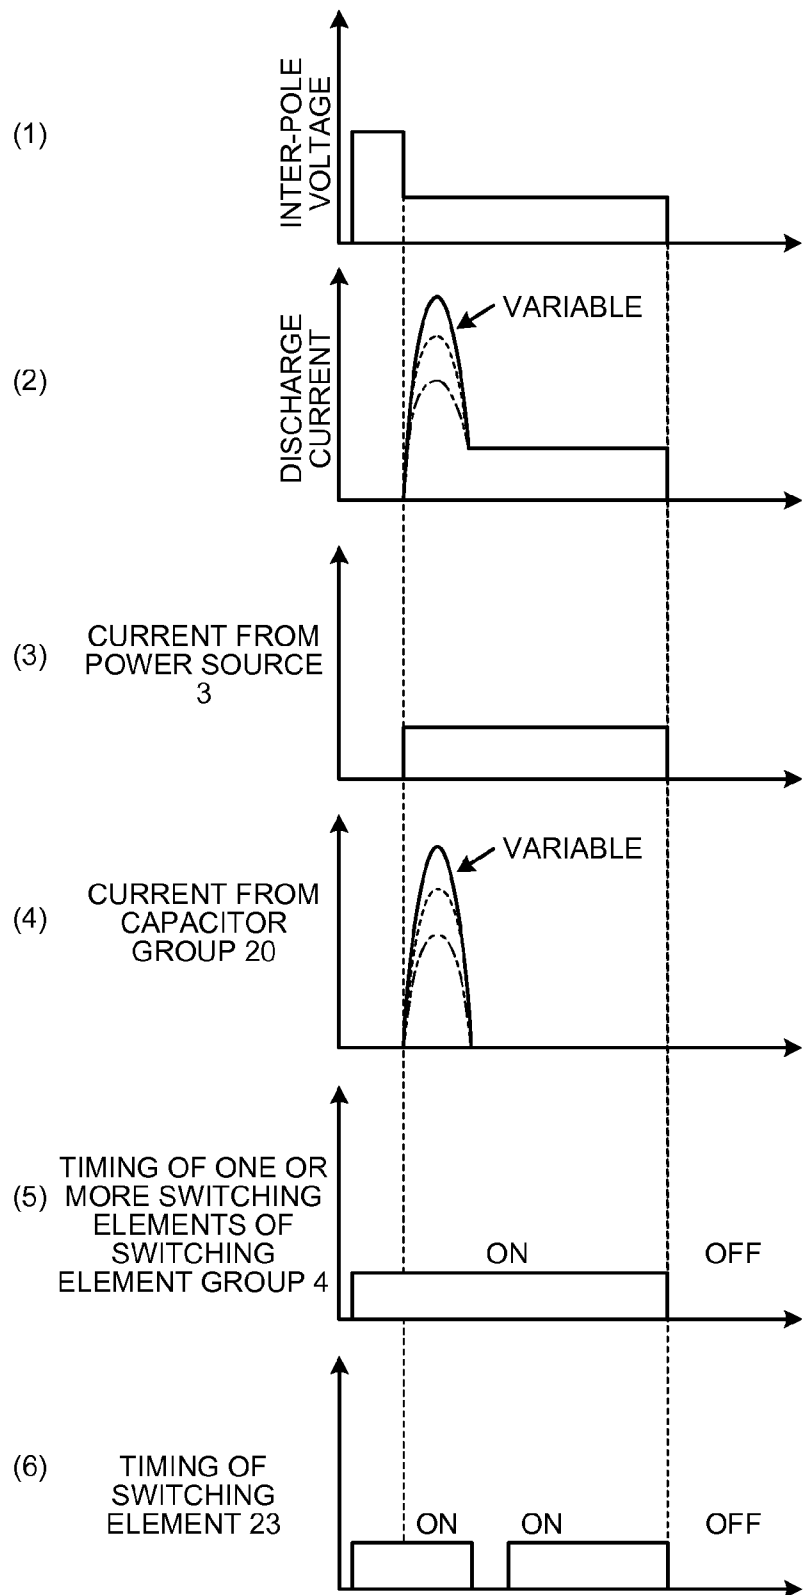 (1)
INTER-POLE
VOLTAGE
(2)
DISCHARGE
CURRENT
VARIABLE
(3)
CURRENT FROM
POWER SOURCE
3
(4)
CURRENT FROM
CAPACITOR
GROUP 20
VARIABLE
(5)
TIMING OF ONE OR
MORE SWITCHING
ELEMENTS OF
SWITCHING
ELEMENT GROUP 4
ON
OFF
(6)
TIMING OF
SWITCHING
ELEMENT 23
ON
ON
OFF